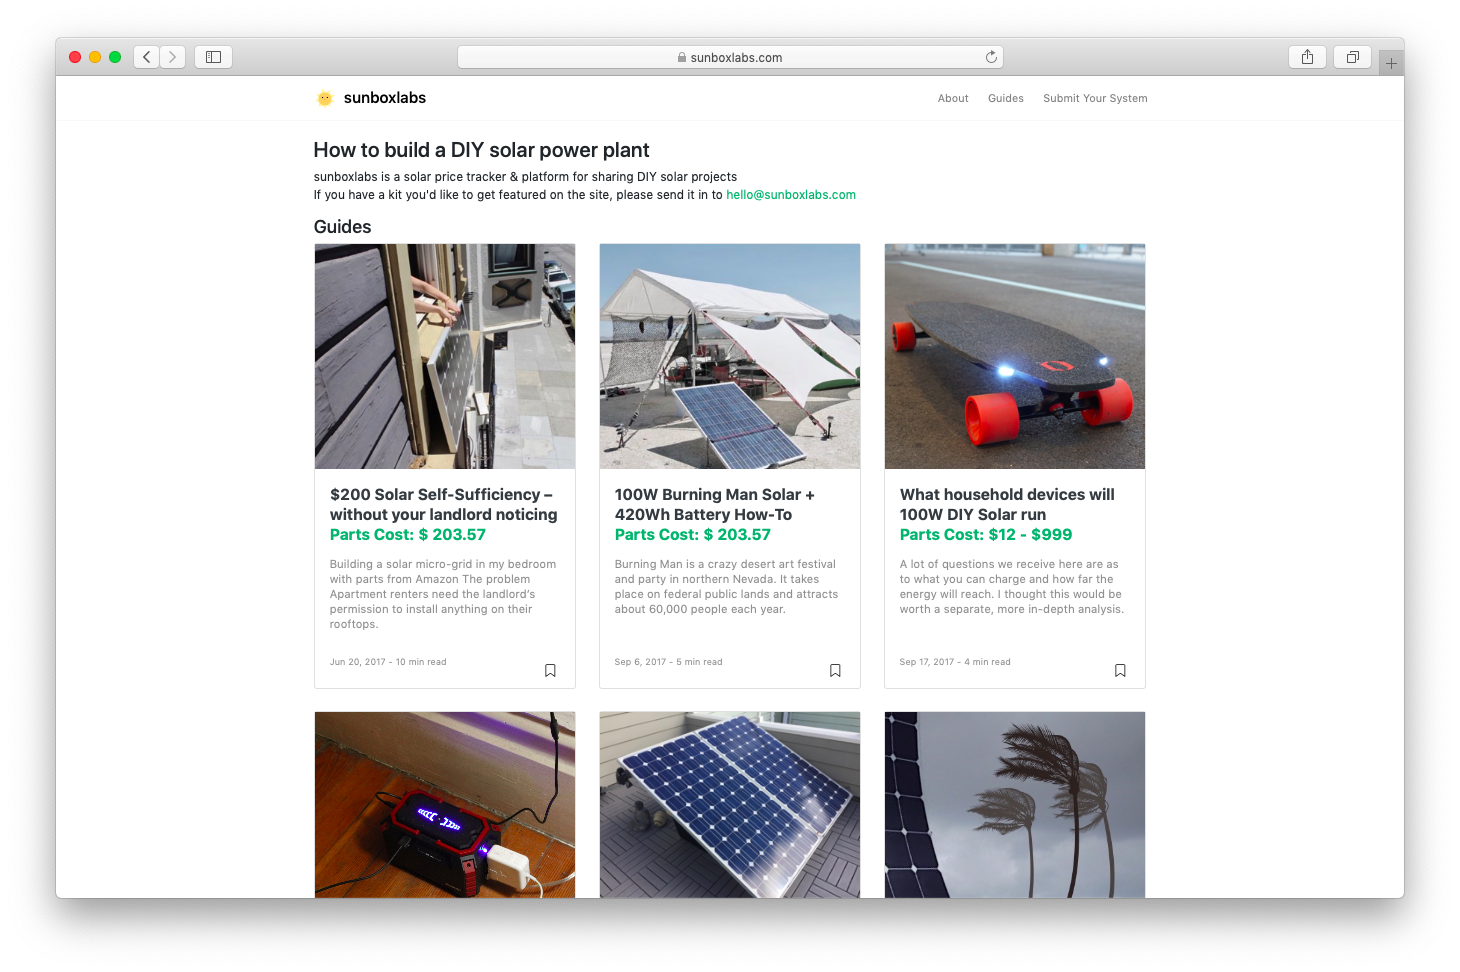 sunboxlabs.com
sunboxlabs
About Guides Submit Your System
How to build a DIY solar power plant
sunboxlabs is a solar price tracker & platform for sharing DIY solar projects
If you have a kit you'd like to get featured on the site, please send it in to hello@sunboxlabs.com
Guides
$200 Solar Self-Sufficiency –
without your landlord noticing
Parts Cost: $ 203.57
Building a solar micro-grid in my bedroom
with parts from Amazon The problem
Apartment renters need the landlord's
permission to install anything on their
rooftops.
Jun 20, 2017 - 10 min read
100W Burning Man Solar +
420Wh Battery How-To
Parts Cost: $ 203.57
Burning Man is a crazy desert art festival
and party in northern Nevada. It takes
place on federal public lands and attracts
about 60,000 people each year.
Sep 6, 2017 - 5 min read
What household devices will
100W DIY Solar run
Parts Cost: $12 - $999
A lot of questions we receive here are as
to what you can charge and how far the
energy will reach. I thought this would be
worth a separate, more in-depth analysis.
Sep 17, 2017 - 4 min read